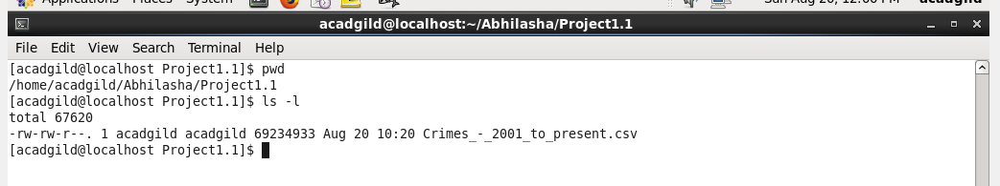 Applications Places System Sun Aug 20, 12:00 PM acadgild
acadgild@localhost:~/Abhilasha/Project1.1
File Edit View Search Terminal Help
[acadgild@localhost Project1.1]$ pwd
/home/acadgild/Abhilasha/Project1.1
[acadgild@localhost Project1.1]$ ls -l
total 67620
-rw-rw-r--. 1 acadgild acadgild 69234933 Aug 20 10:20 Crimes_-_2001_to_present.csv
[acadgild@localhost Project1.1]$